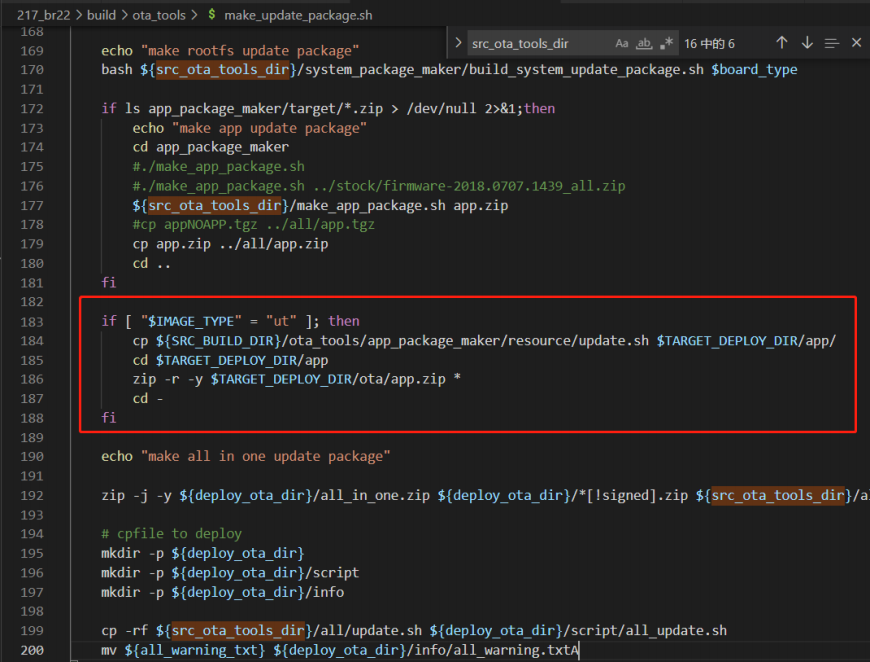 217_br22 > build > ota_tools > $ make_update_package.sh
src_ota_tools_dir Aa ab .* 16 中的 6
168
169 echo "make rootfs update package"
170 bash ${src_ota_tools_dir}/system_package_maker/build_system_update_package.sh $board_type
171
172 if ls app_package_maker/target/*.zip > /dev/null 2>&1;then
173 echo "make app update package"
174 cd app_package_maker
175 #./make_app_package.sh
176 #./make_app_package.sh ../stock/firmware-2018.0707.1439_all.zip
177 ${src_ota_tools_dir}/make_app_package.sh app.zip
178 #cp appNOAPP.tgz ../all/app.tgz
179 cp app.zip ../all/app.zip
180 cd ..
181 fi
182
183 if [ "$IMAGE_TYPE" = "ut" ]; then
184 cp ${SRC_BUILD_DIR}/ota_tools/app_package_maker/resource/update.sh $TARGET_DEPLOY_DIR/app/
185 cd $TARGET_DEPLOY_DIR/app
186 zip -r -y $TARGET_DEPLOY_DIR/ota/app.zip *
187 cd -
188 fi
189
190 echo "make all in one update package"
191
192 zip -j -y ${deploy_ota_dir}/all_in_one.zip ${deploy_ota_dir}/*[!signed].zip ${src_ota_tools_dir}/a
193
194 # cpfile to deploy
195 mkdir -p ${deploy_ota_dir}
196 mkdir -p ${deploy_ota_dir}/script
197 mkdir -p ${deploy_ota_dir}/info
198
199 cp -rf ${src_ota_tools_dir}/all/update.sh ${deploy_ota_dir}/script/all_update.sh
200 mv ${all_warning_txt} ${deploy_ota_dir}/info/all_warning.txtA